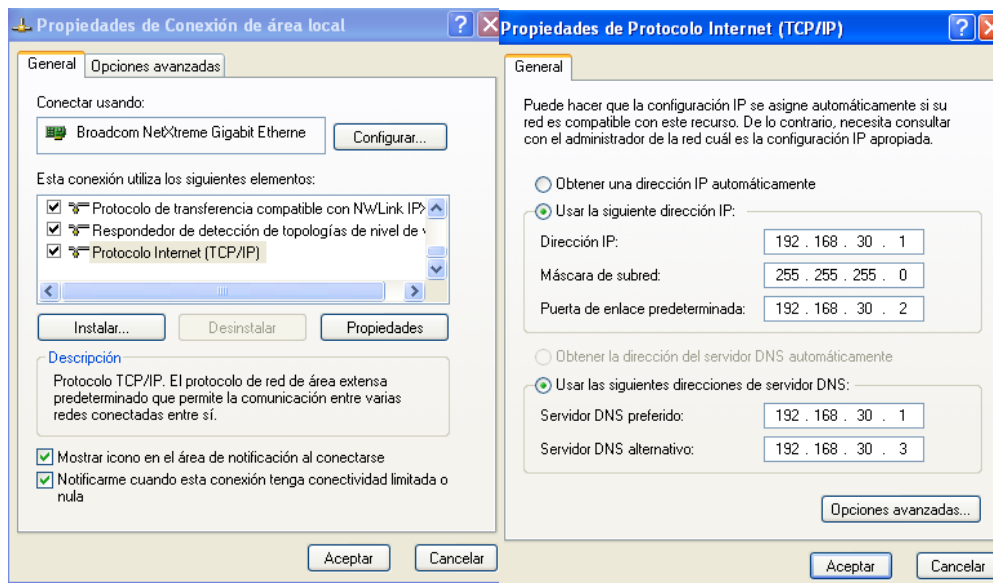 Propiedades de Conexión de área local
General
Opciones avanzadas
Conectar usando:
Broadcom NetXtreme Gigabit Etherne
Configurar...
Esta conexión utiliza los siguientes elementos:
Protocolo de transferencia compatible con NWLink IP
Respondedor de detección de topologías de nivel de v
Protocolo Internet (TCP/IP)
Instalar...
Desinstalar
Propiedades
Descripción
Protocolo TCP/IP. El protocolo de red de área extensa
predeterminado que permite la comunicación entre varias
redes conectadas entre sí.
Mostrar icono en el área de notificación al conectarse
Notificarme cuando esta conexión tenga conectividad limitada o
nula
Aceptar
Cancelar
Propiedades de Protocolo Internet (TCP/IP)
General
Puede hacer que la configuración IP se asigne automáticamente si su
red es compatible con este recurso. De lo contrario, necesita consultar
con el administrador de la red cuál es la configuración IP apropiada.
Obtener una dirección IP automáticamente
Usar la siguiente dirección IP:
Dirección IP: 192 . 168 . 30 . 1
Máscara de subred: 255 . 255 . 255 . 0
Puerta de enlace predeterminada: 192 . 168 . 30 . 2
Obtener la dirección del servidor DNS automáticamente
Usar las siguientes direcciones de servidor DNS:
Servidor DNS preferido: 192 . 168 . 30 . 1
Servidor DNS alternativo: 192 . 168 . 30 . 3
Opciones avanzadas...
Aceptar
Cancelar